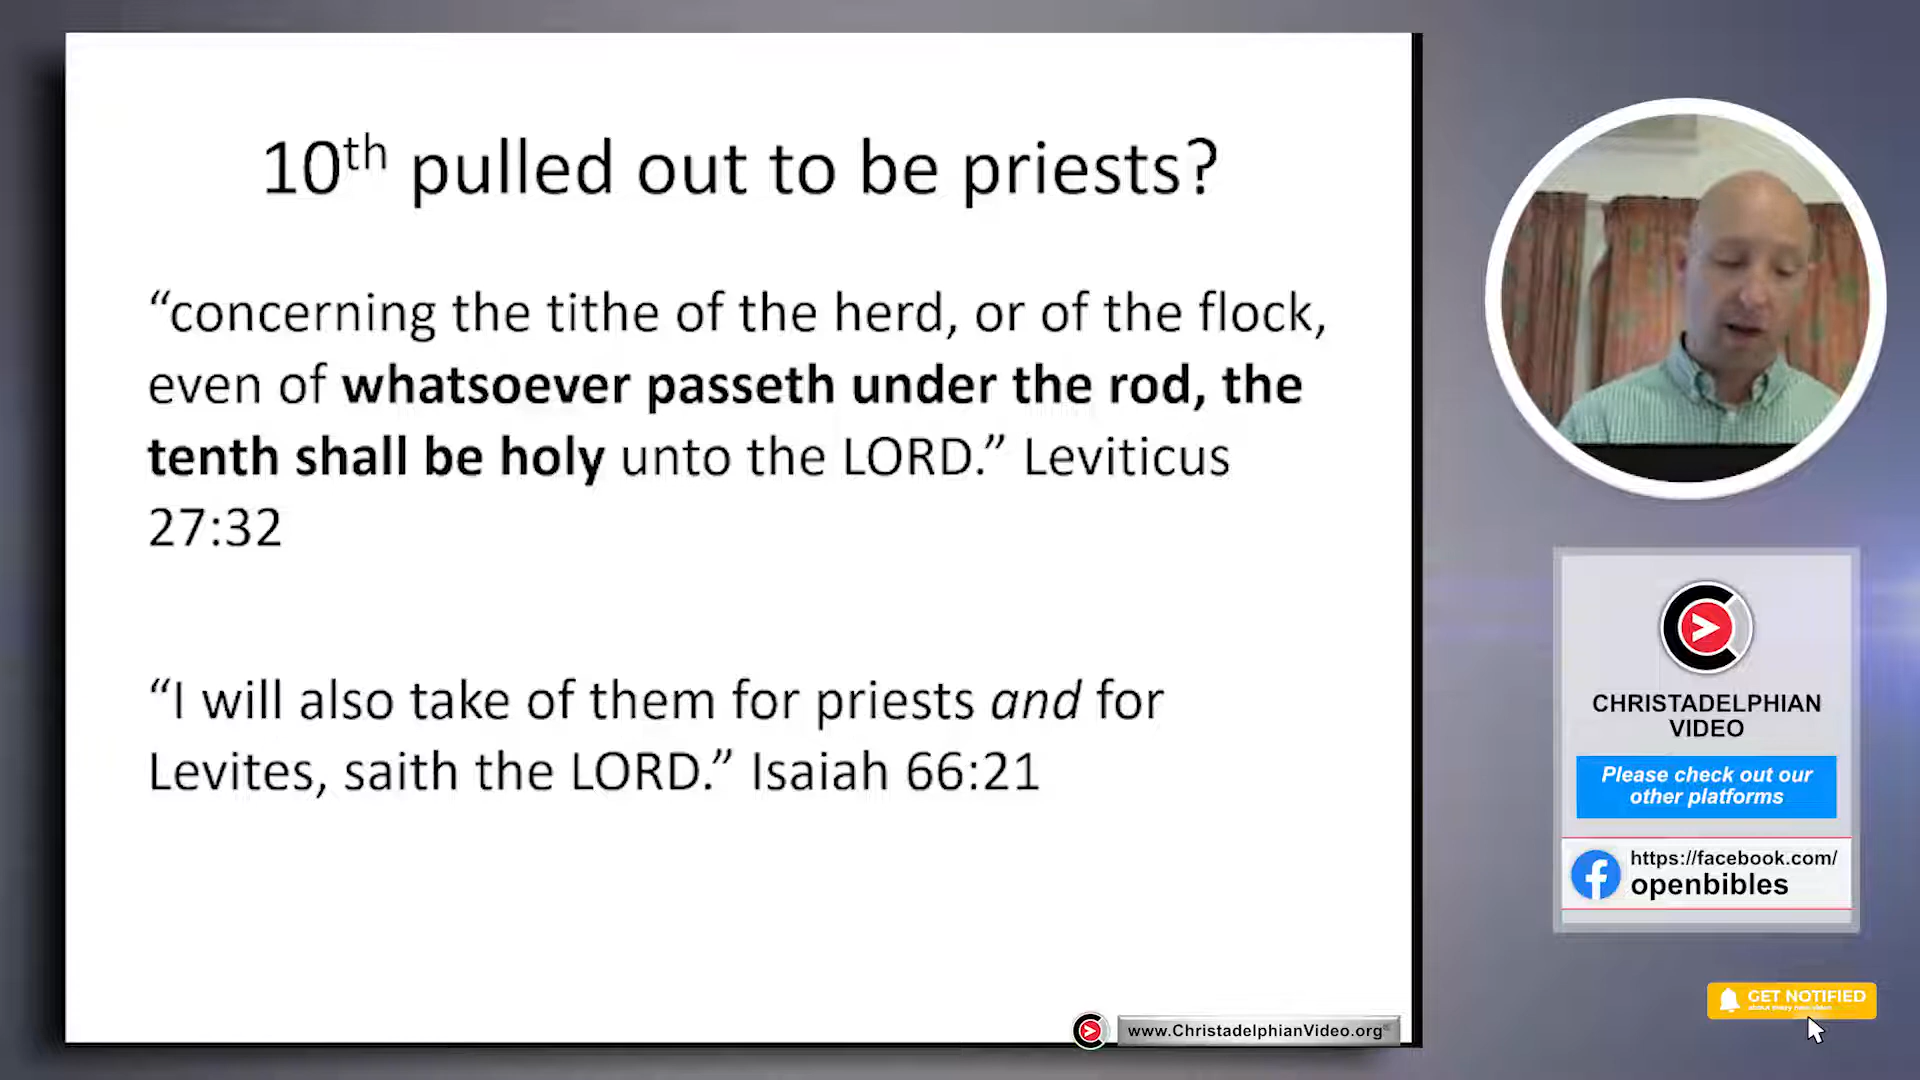 10th pulled out to be priests?
“concerning the tithe of the herd, or of the flock,
even of whatsoever passeth under the rod, the
tenth shall be holy unto the LORD.” Leviticus
27:32
“I will also take of them for priests and for
Levites, saith the LORD.” Isaiah 66:21
www.ChristadelphianVideo.org
CHRISTADELPHIAN
VIDEO
Please check out our
other platforms
https://facebook.com/
openbibles
GET NOTIFIED